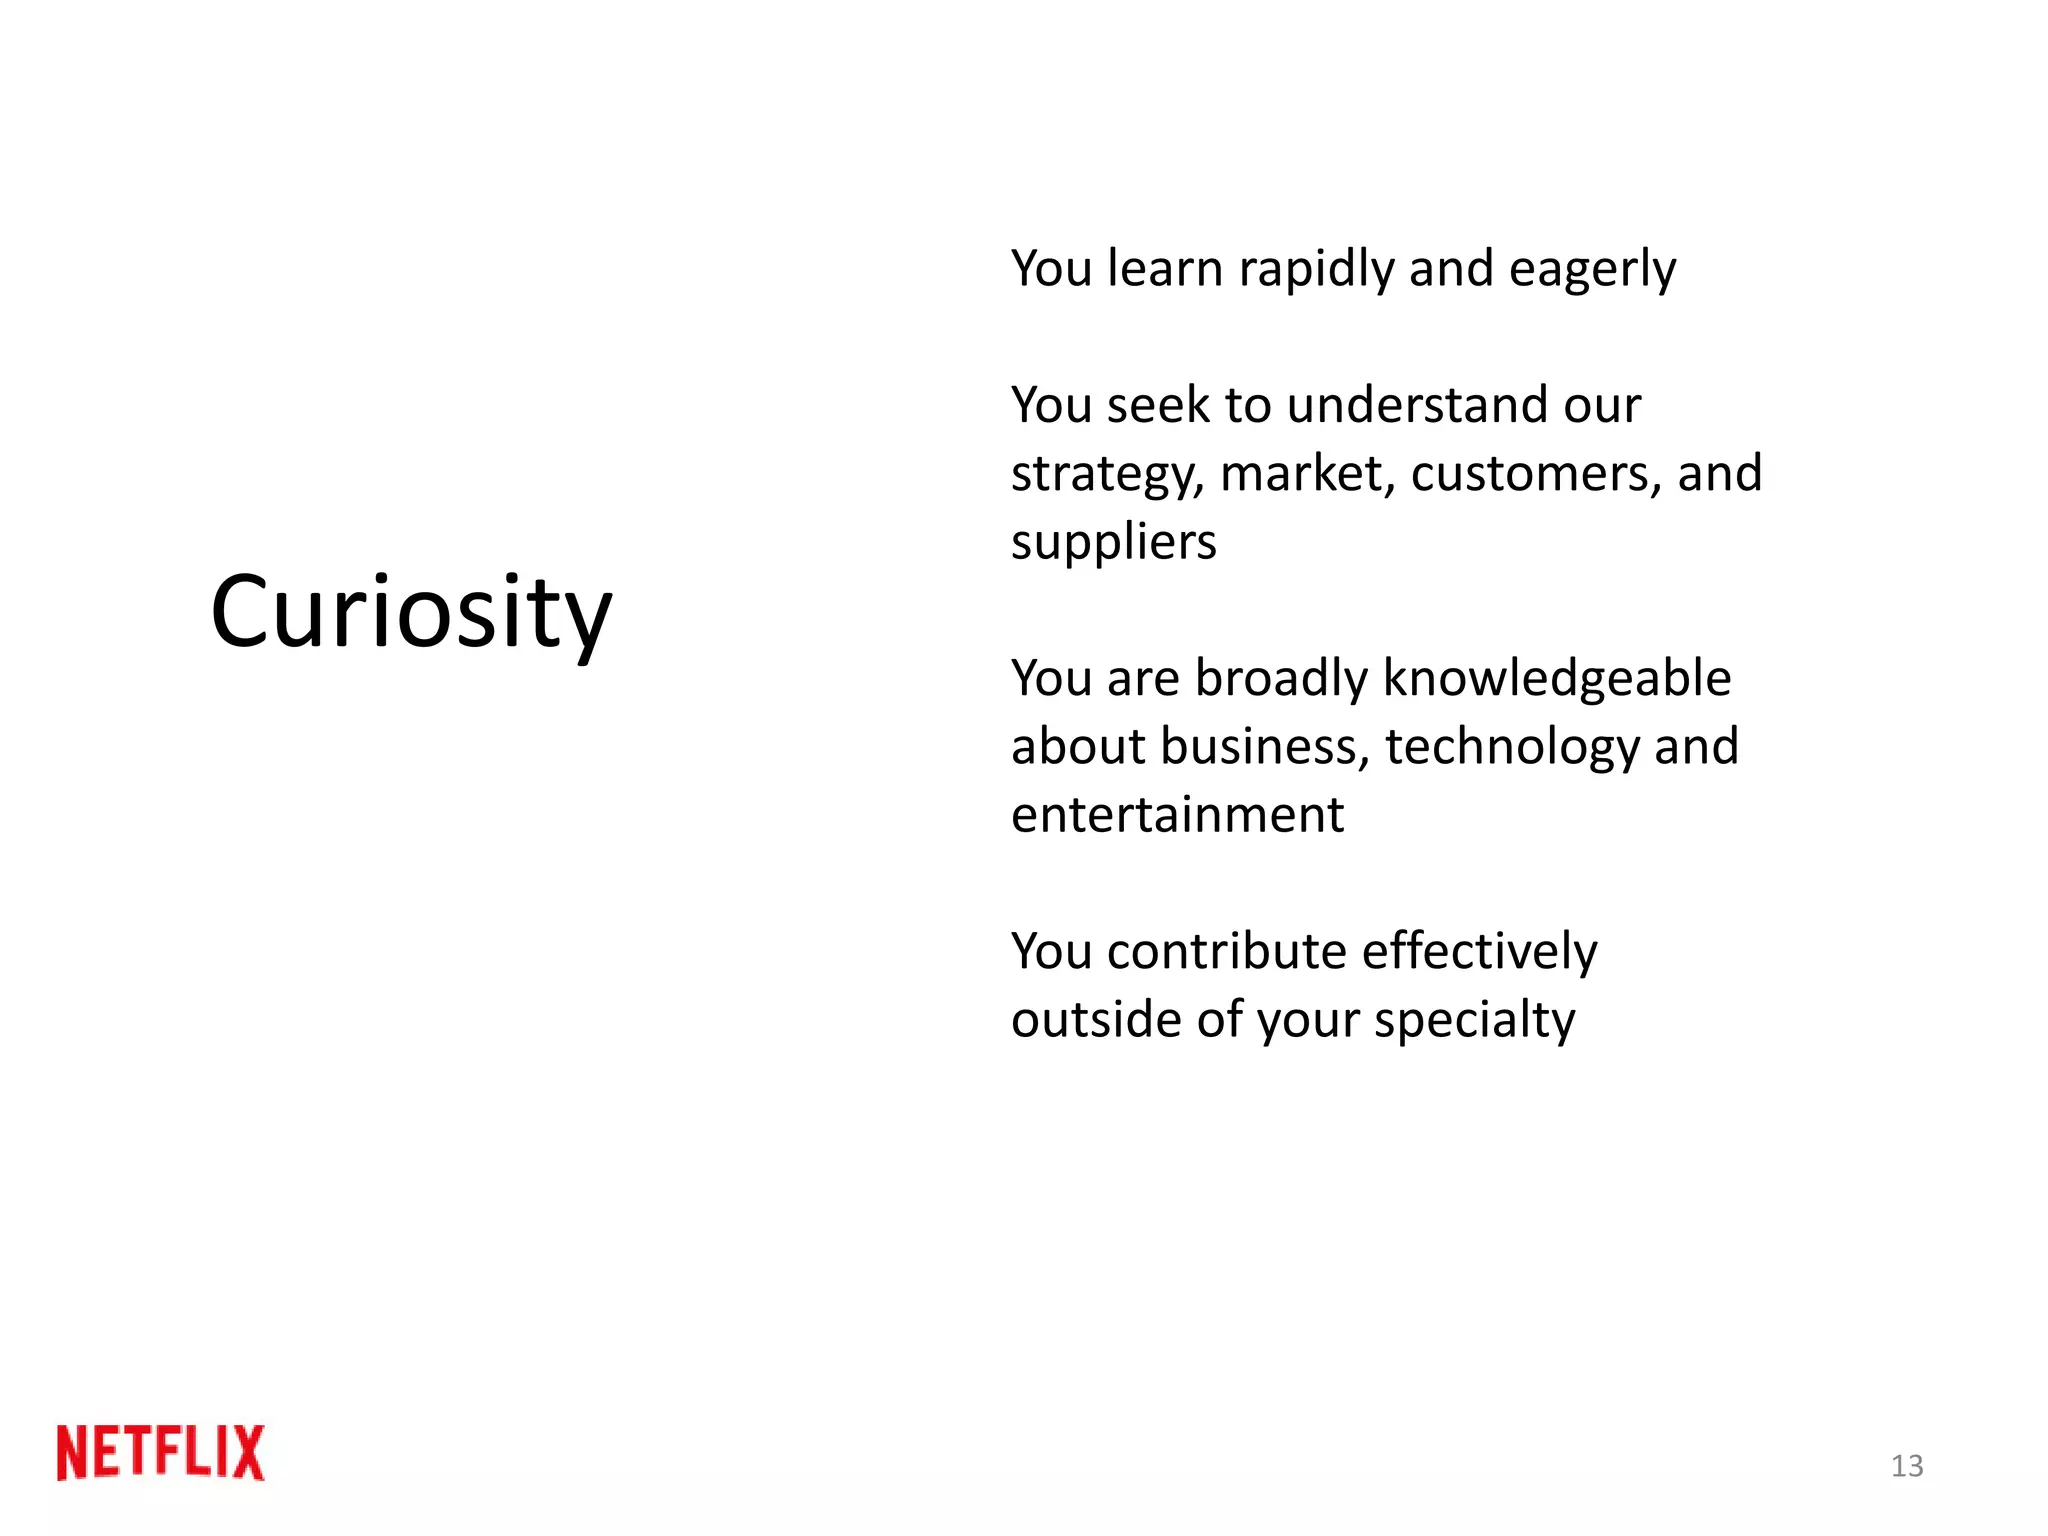 Curiosity
You learn rapidly and eagerly
You seek to understand our
strategy, market, customers, and
suppliers
You are broadly knowledgeable
about business, technology and
entertainment
You contribute effectively
outside of your specialty
NETFLIX
13